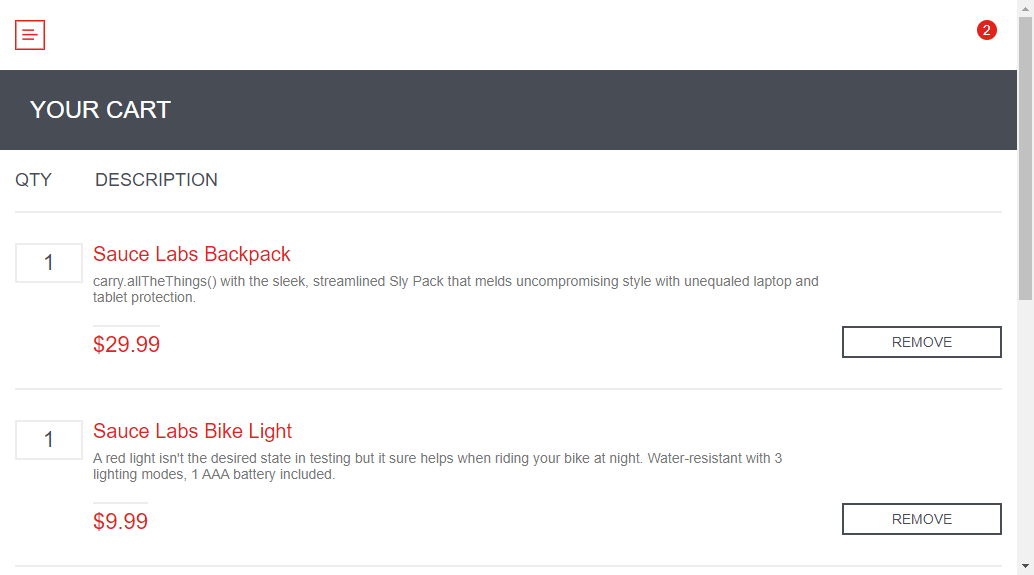 2
YOUR CART
QTY DESCRIPTION
1 Sauce Labs Backpack
carry.allTheThings() with the sleek, streamlined Sly Pack that melds uncompromising style with unequaled laptop and
tablet protection.
$29.99 REMOVE
1 Sauce Labs Bike Light
A red light isn't the desired state in testing but it sure helps when riding your bike at night. Water-resistant with 3
lighting modes, 1 AAA battery included.
$9.99 REMOVE